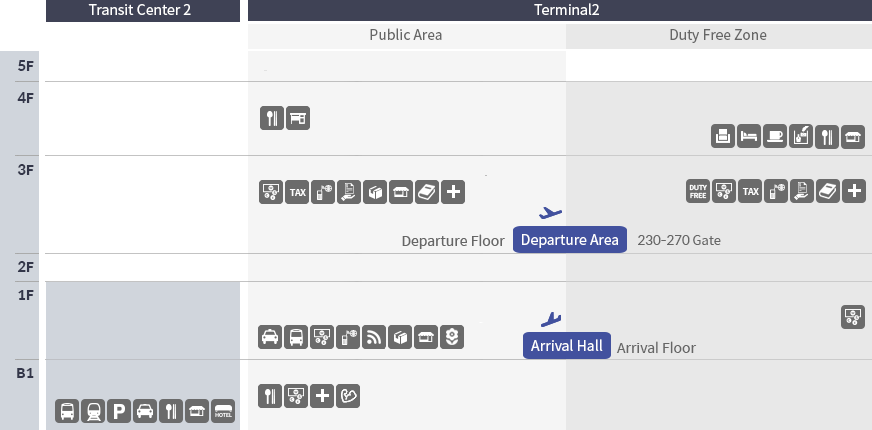 Transit Center 2
Terminal2
Public Area
Duty Free Zone
5F
4F
3F
TAX
DUTY FREE
TAX
Departure Floor
Departure Area
230-270 Gate
2F
1F
Arrival Hall
Arrival Floor
B1
P
HOTEL